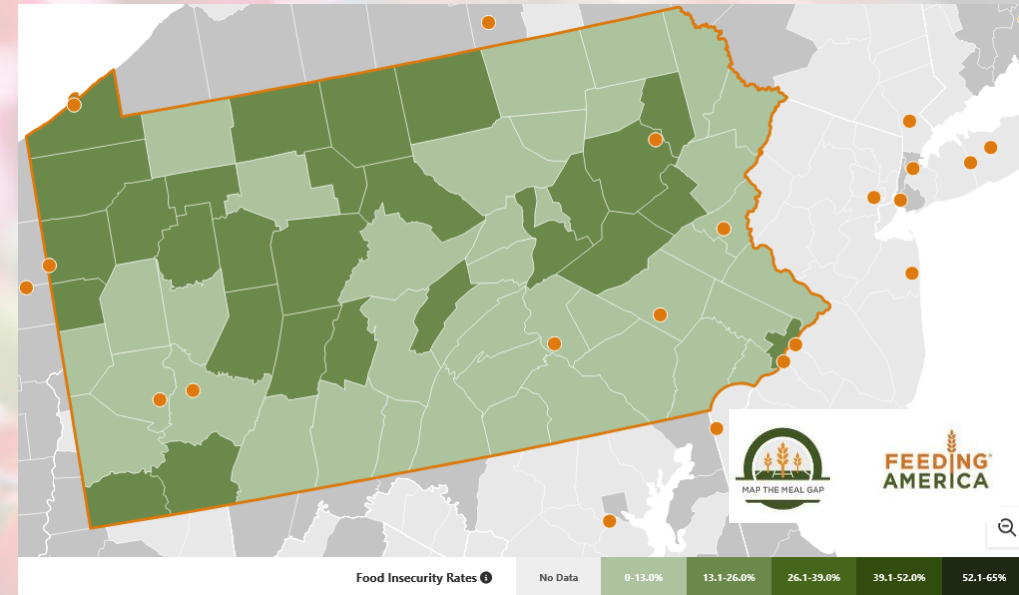 MAP THE MEAL GAP
FEEDING
AMERICA
Food Insecurity Rates
No Data
0-13.0%
13.1-26.0%
26.1-39.0%
39.1-52.0%
52.1-65%